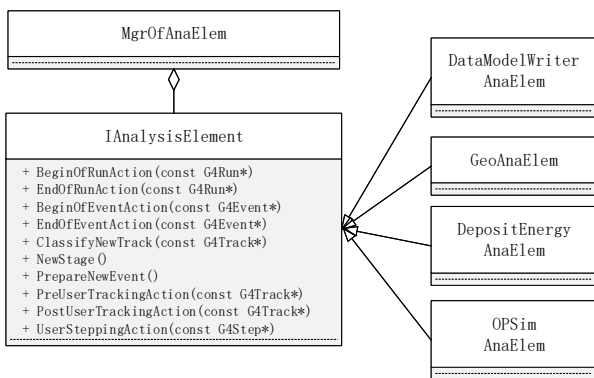 MgrOfAnaElem
IAnalysisElement
+ BeginOfRunAction(const G4Run*)
+ EndOfRunAction(const G4Run*)
+ BeginOfEventAction(const G4Event*)
+ EndOfEventAction(const G4Event*)
+ ClassifyNewTrack(const G4Track*)
+ NewStage()
+ PrepareNewEvent()
+ PreUserTrackingAction(const G4Track*)
+ PostUserTrackingAction(const G4Track*)
+ UserSteppingAction(const G4Step*)
DataModelWriter
AnaElem
GeoAnaElem
DepositEnergy
AnaElem
OPSim
AnaElem